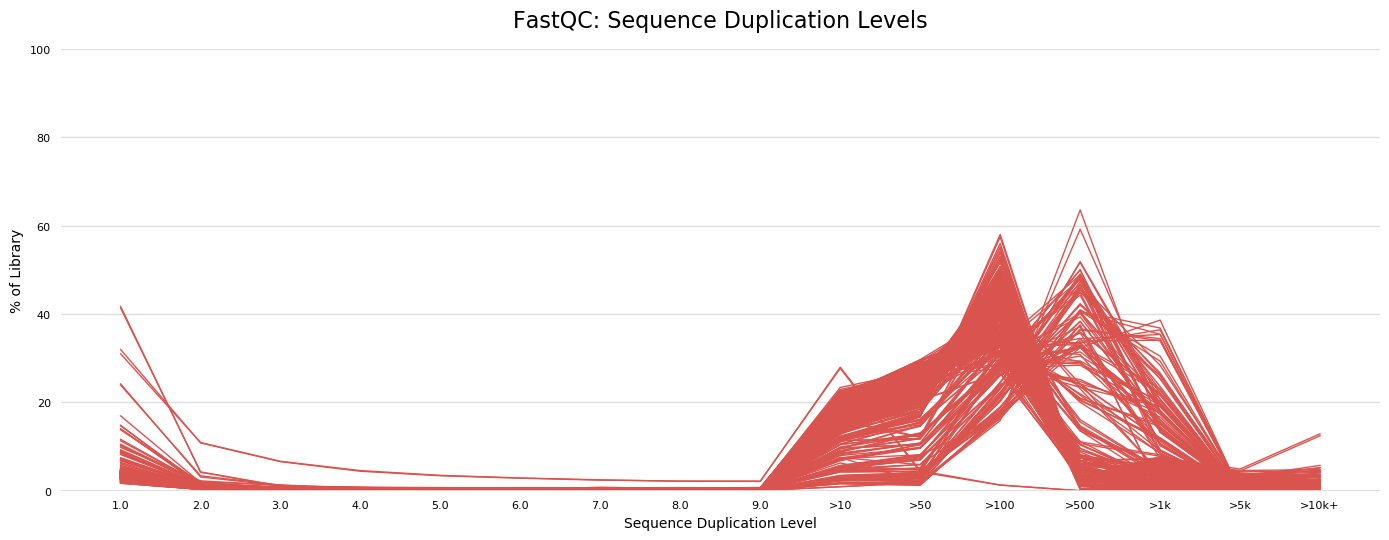 FastQC: Sequence Duplication Levels
100
80
60
40
20
0
% of Library
1.0 2.0 3.0 4.0 5.0 6.0 7.0 8.0 9.0 >10 >50 >100 >500 >1k >5k >10k+
Sequence Duplication Level